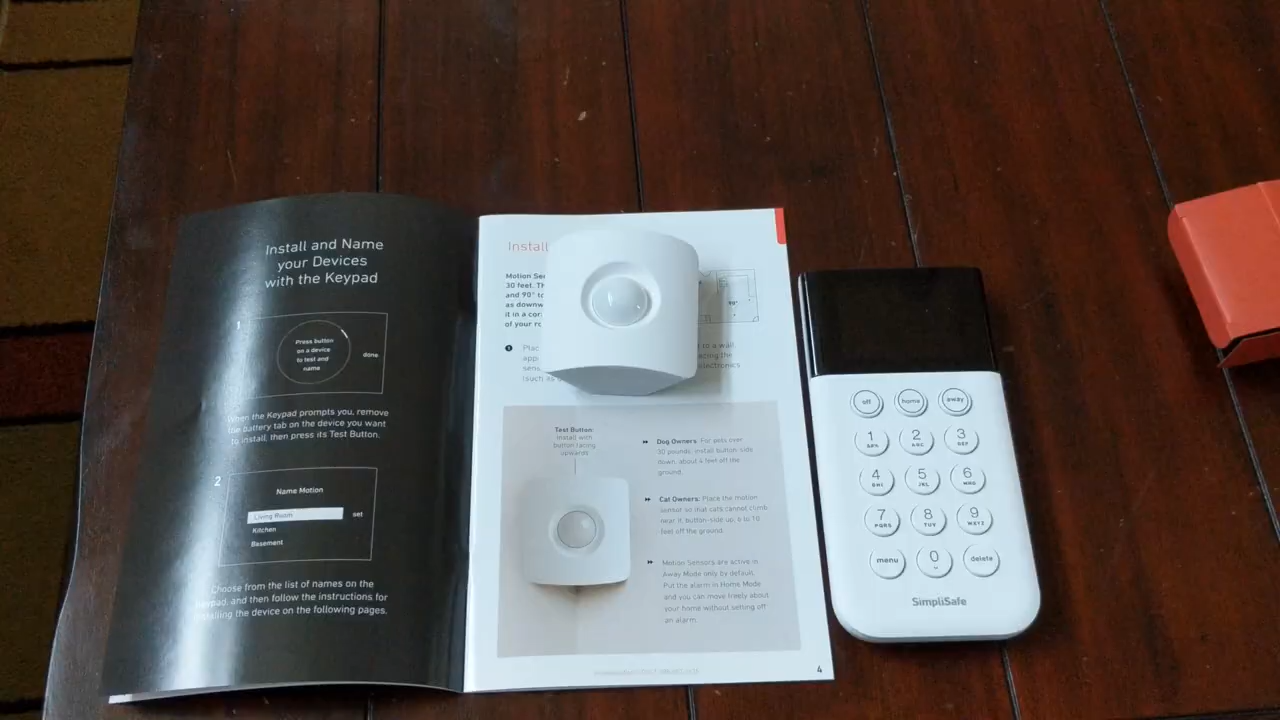 Install and Name
your Devices
with the Keypad
1
Press button
on a device
to test and
name
done
When the Keypad prompts you, remove
the battery tab on the device you want
to install, then press its Test Button.
2
Name Motion
Living Room
set
Kitchen
Basement
Choose from the list of names on the
Keypad, and then follow the instructions for
installing the device on the following pages.
Install
Motion
30 feet.
and 90° to
as
it in a
of your
90°
1
to a wall,
facing the
electronics
(such as
Test Button:
Install with
button facing
upwards
Dog Owners: For pets over
30 pounds, install button side
down, about 4 feet off the
ground.
Cat Owners: Place the motion
sensor so that cats cannot climb
near it, button-side up, 6 to 10
feet off the ground.
Motion Sensors are active in
Away Mode only by default.
Put the alarm in Home Mode
and you can move freely about
your home without setting off
an alarm.
4
off home away
1 2 3
ABC DEF
4 5 6
GHI JKL MNO
7 8 9
PQRS TUV WXYZ
menu 0 delete
SimpliSafe